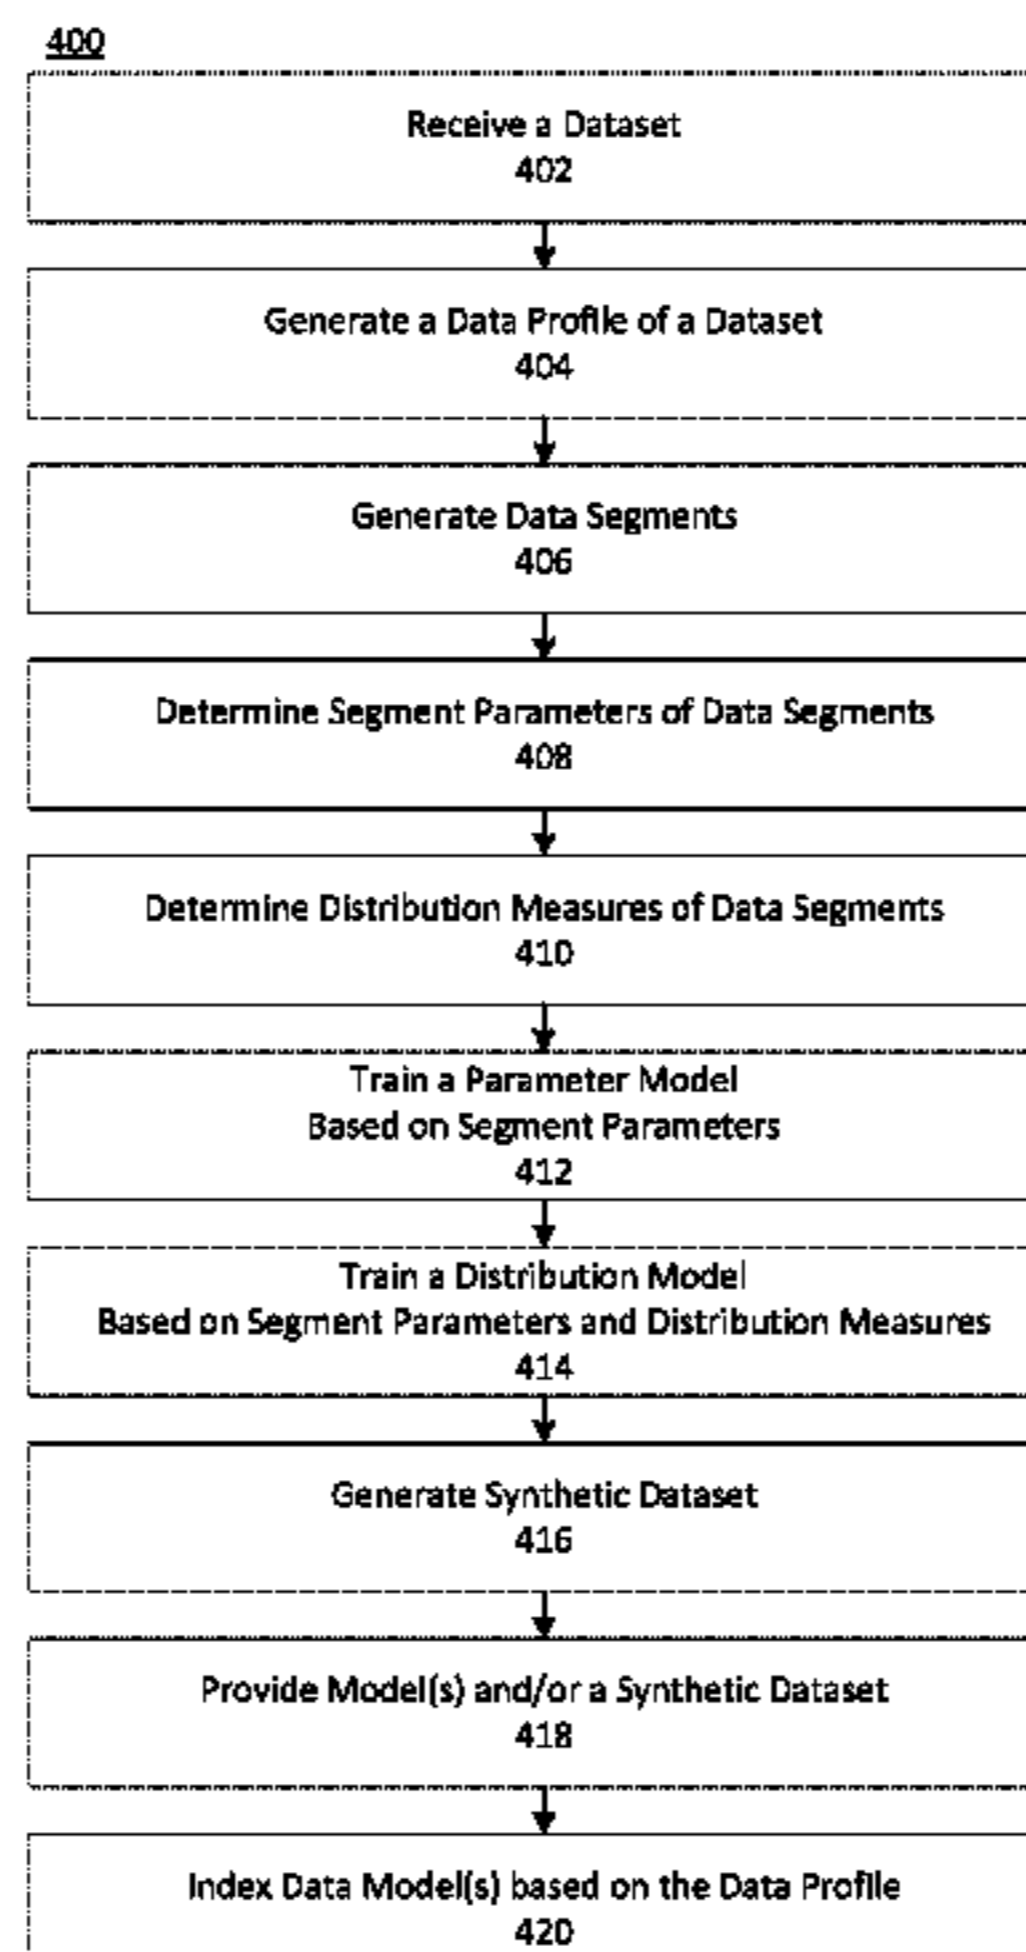 400
Receive a Dataset
402
Generate a Data Profile of a Dataset
404
Generate Data Segments
406
Determine Segment Parameters of Data Segments
408
Determine Distribution Measures of Data Segments
410
Train a Parameter Model
Based on Segment Parameters
412
Train a Distribution Model
Based on Segment Parameters and Distribution Measures
414
Generate Synthetic Dataset
416
Provide Model(s) and/or a Synthetic Dataset
418
Index Data Model(s) based on the Data Profile
420